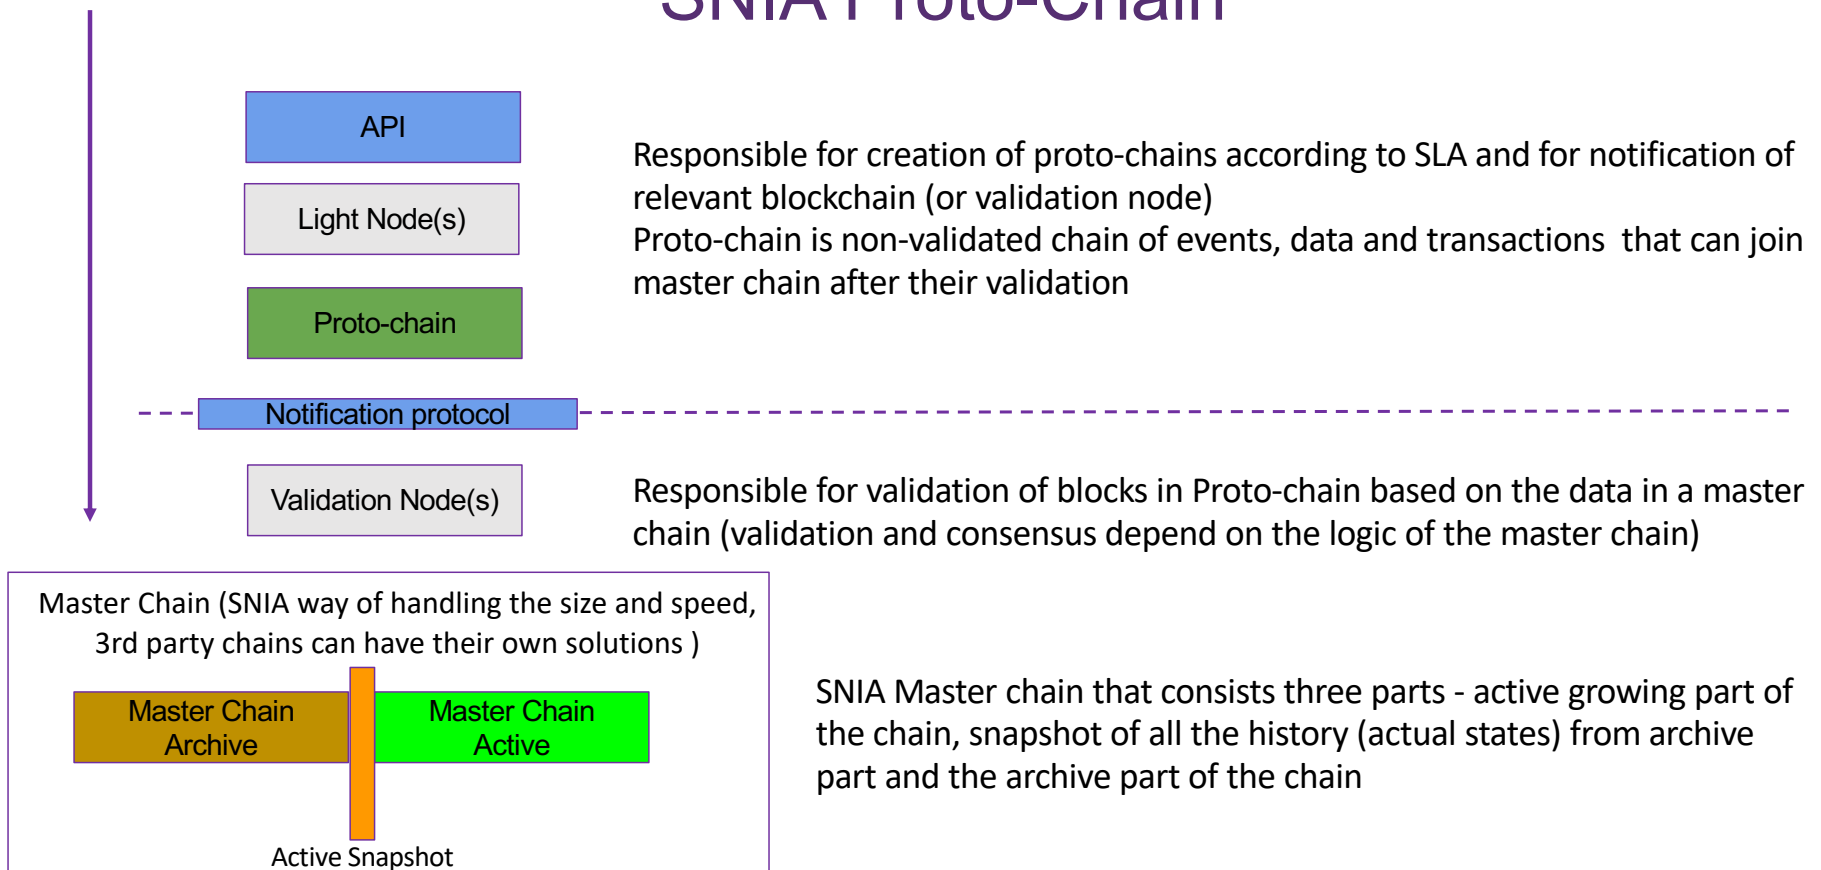 SNIA Proto-Chain
API
Responsible for creation of proto-chains according to SLA and for notification of
relevant blockchain (or validation node)
Light Node(s)
Proto-chain is non-validated chain of events, data and transactions  that can join
master chain after their validation
Proto-chain
Notification protocol
Validation Node(s)
Responsible for validation of blocks in Proto-chain based on the data in a master
chain (validation and consensus depend on the logic of the master chain)
Master Chain (SNIA way of handling the size and speed,
3rd party chains can have their own solutions )
Master Chain
Archive
Master Chain
Active
SNIA Master chain that consists three parts - active growing part of
the chain, snapshot of all the history (actual states) from archive
part and the archive part of the chain
Active Snapshot